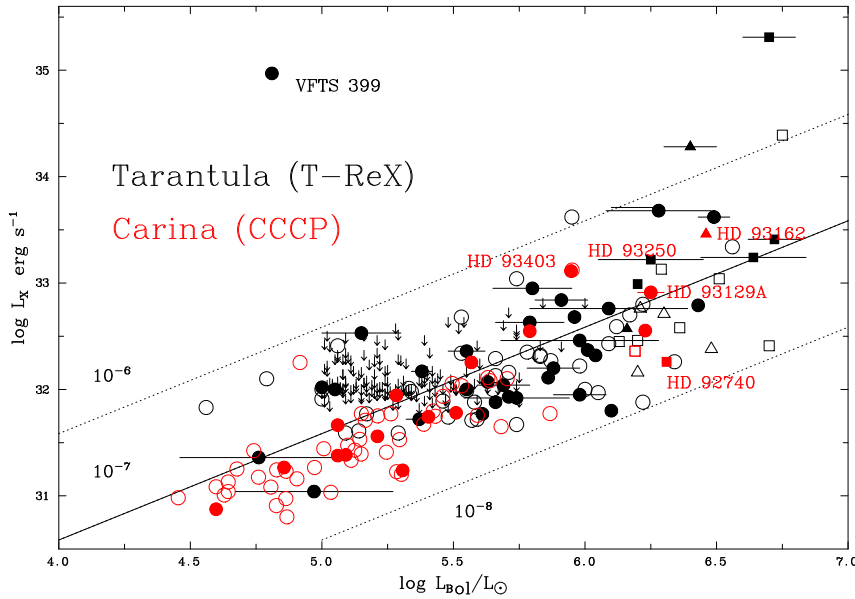 35
34
33
32
31
log L_X erg s⁻¹
VFTS 399
Tarantula (T−ReX)
Carina (CCCP)
HD 93162
HD 93250
HD 93403
HD 93129A
HD 92740
10⁻⁶
10⁻⁷
10⁻⁸
4.0 4.5 5.0 5.5 6.0 6.5 7.0
log L_Bol/L_☉